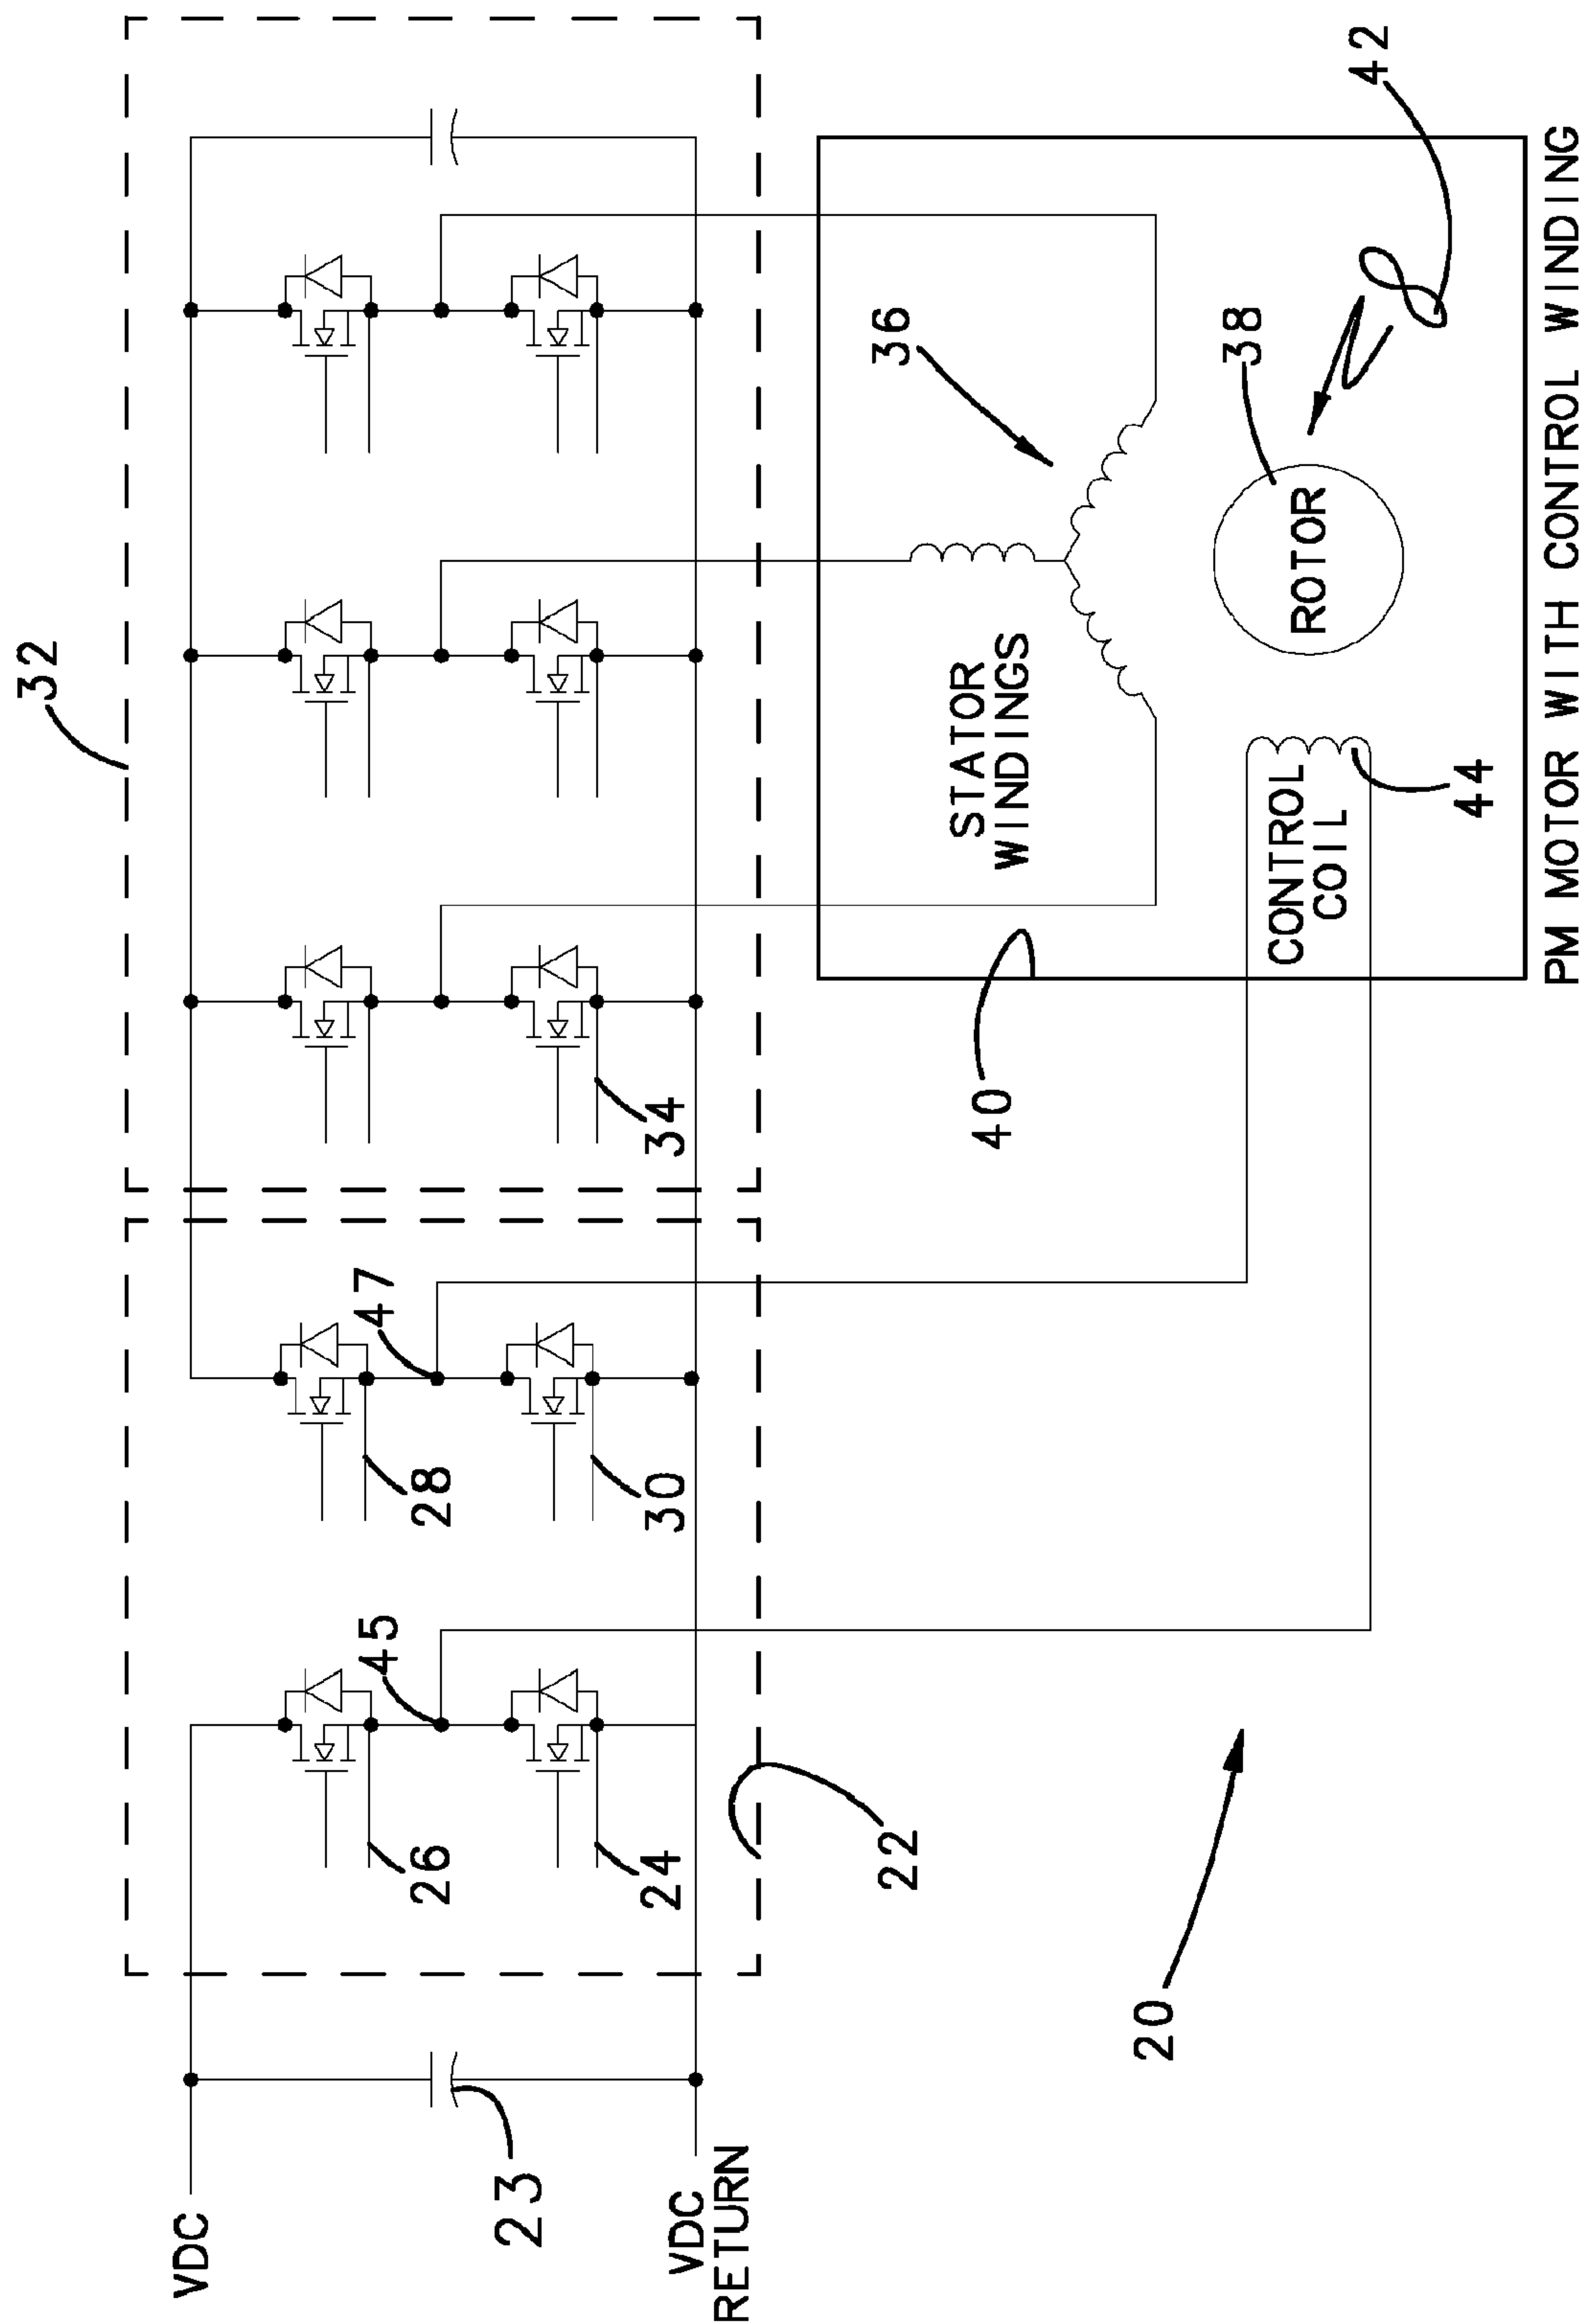 32
VDC
26
45
28
47
23
24
30
34
VDC
RETURN
22
40
36
STATOR
WINDINGS
20
CONTROL
COIL
38
ROTOR
42
44
PM MOTOR WITH CONTROL WINDING